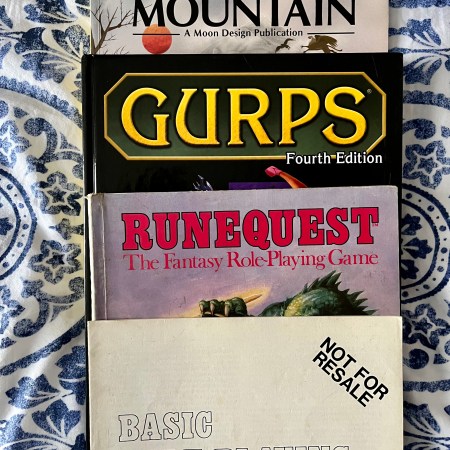 MOUNTAIN
A Moon Design Publication
GURPS®
Fourth Edition
RUNEQUEST®
The Fantasy Role-Playing Game
NOT FOR
RESALE
BASIC